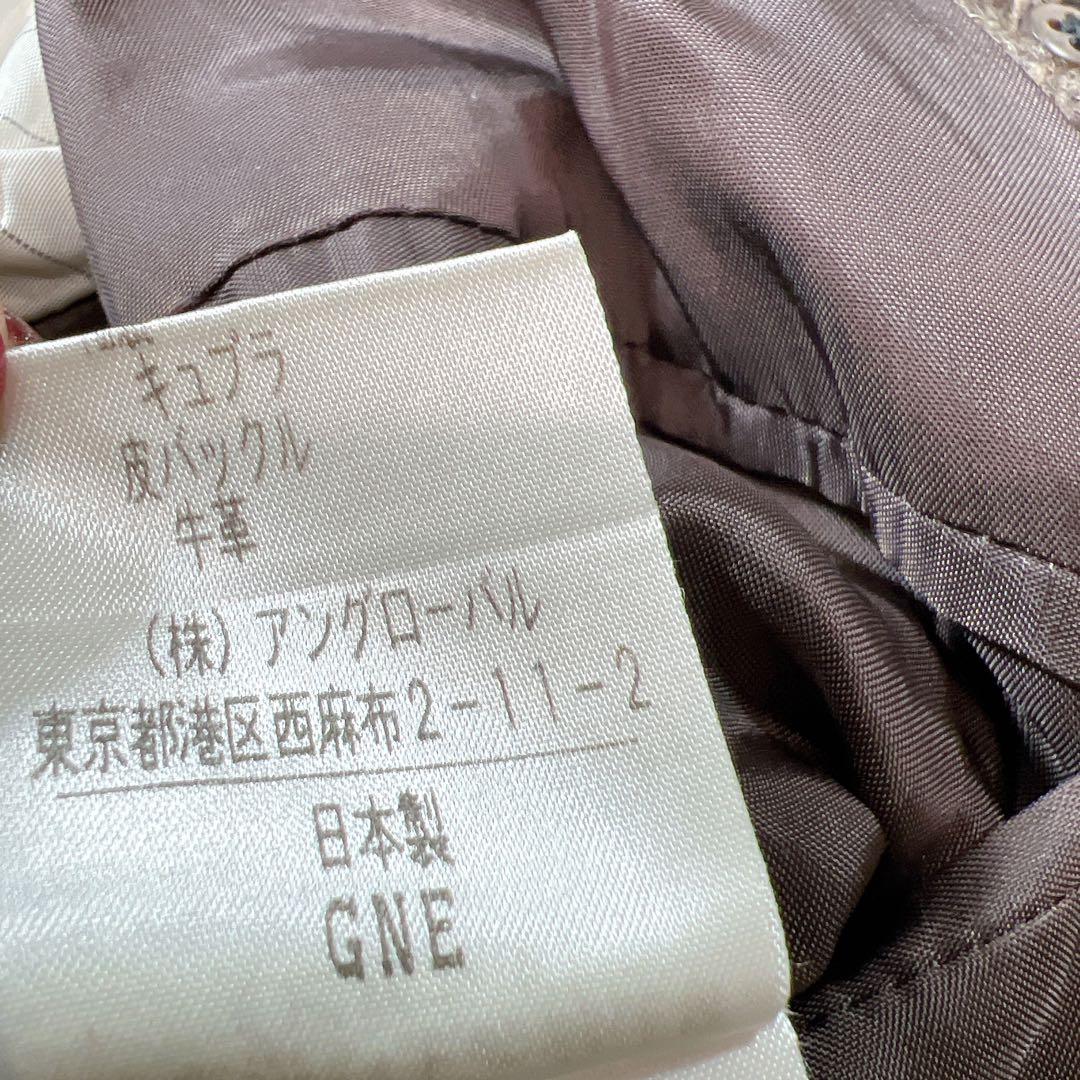 キュプラ
皮バックル
牛革
(株) アングローバル
東京都港区西麻布2-11-2
日本製
GNE